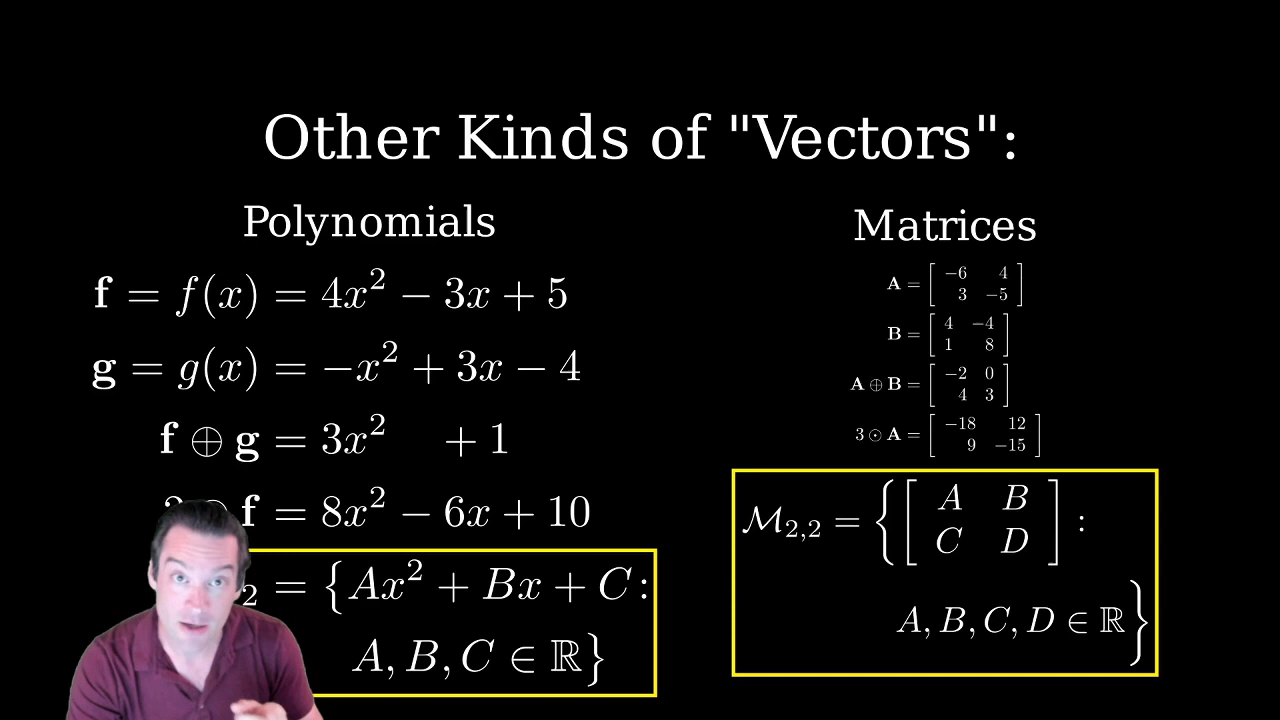 Other Kinds of "Vectors":
Polynomials
f = f(x) = 4x² − 3x + 5
g = g(x) = −x² + 3x − 4
f ⊕ g = 3x² + 1
f = 8x² − 6x + 10
₂ = {Ax² + Bx + C:
A, B, C ∈ ℝ}
Matrices
A = [ −6 4
3 −5 ]
B = [ 4 −4
1 8 ]
A ⊕ B = [ −2 0
4 3 ]
3 ⊙ A = [ −18 12
9 −15 ]
ℳ₂,₂ = { [ A B
C D ] :
A, B, C, D ∈ ℝ }